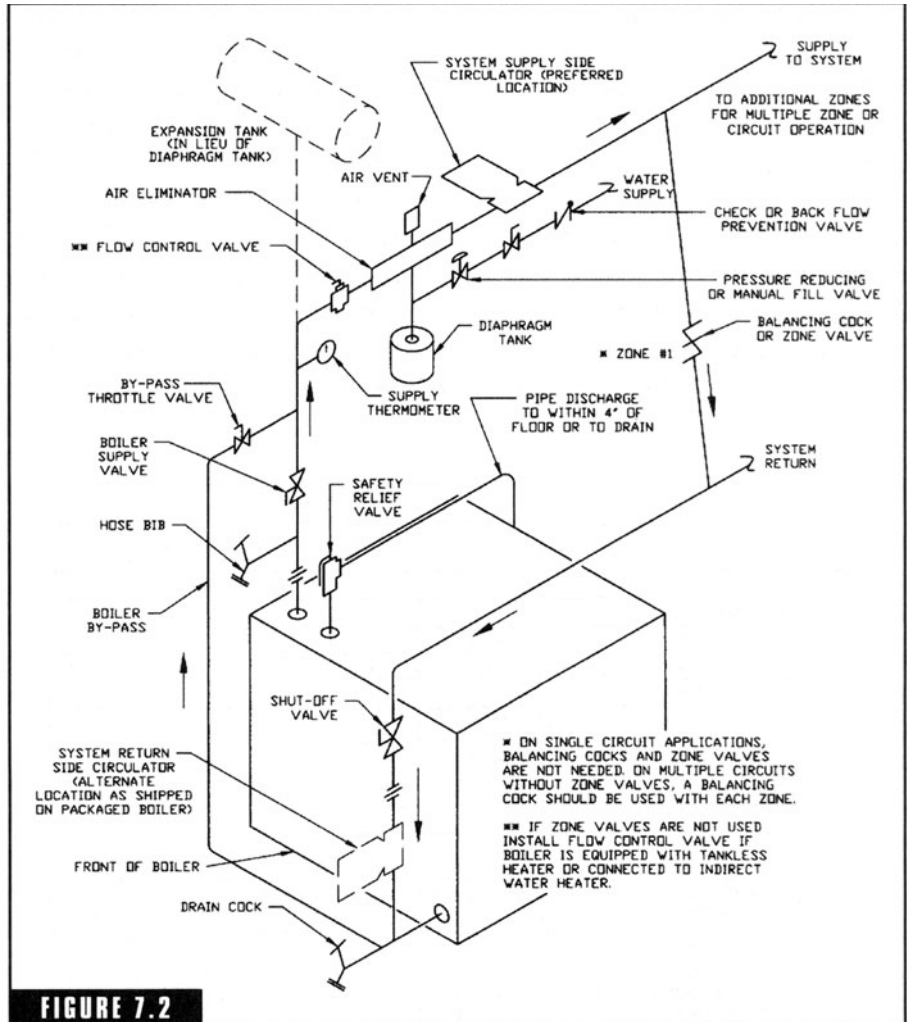 SUPPLY
TO SYSTEM
SYSTEM SUPPLY SIDE
CIRCULATOR (PREFERRED
LOCATION)
TO ADDITIONAL ZONES
FOR MULTIPLE ZONE OR
CIRCUIT OPERATION
EXPANSION TANK
(IN LIEU OF
DIAPHRAGM TANK)
AIR VENT
WATER
SUPPLY
AIR ELIMINATOR
CHECK OR BACK FLOW
PREVENTION VALVE
** FLOW CONTROL VALVE
PRESSURE REDUCING
OR MANUAL FILL VALVE
DIAPHRAGM
TANK
BALANCING COCK
OR ZONE VALVE
* ZONE #1
BY-PASS
THROTTLE VALVE
SUPPLY
THERMOMETER
PIPE DISCHARGE
TO WITHIN 4" OF
FLOOR OR TO DRAIN
BOILER
SUPPLY
VALVE
SYSTEM
RETURN
SAFETY
RELIEF
VALVE
HOSE BIB
BOILER
BY-PASS
SHUT-OFF
VALVE
* ON SINGLE CIRCUIT APPLICATIONS,
BALANCING COCKS AND ZONE VALVES
ARE NOT NEEDED. ON MULTIPLE CIRCUITS
WITHOUT ZONE VALVES, A BALANCING
COCK SHOULD BE USED WITH EACH ZONE.
SYSTEM RETURN
SIDE CIRCULATOR
(ALTERNATE
LOCATION AS SHIPPED
ON PACKAGED BOILER)
** IF ZONE VALVES ARE NOT USED
INSTALL FLOW CONTROL VALVE IF
BOILER IS EQUIPPED WITH TANKLESS
HEATER OR CONNECTED TO INDIRECT
WATER HEATER.
FRONT OF BOILER
DRAIN COCK
FIGURE 7.2